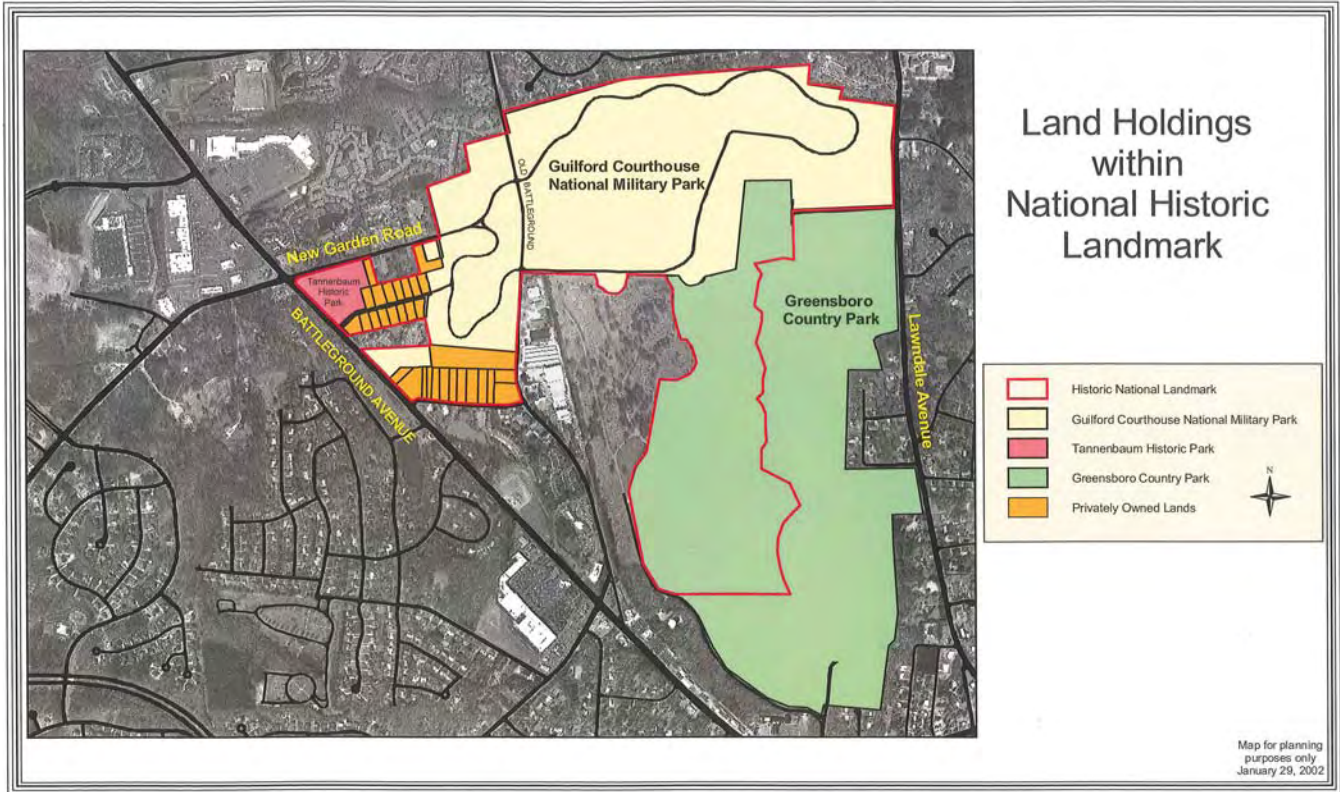 Land Holdings
within
National Historic
Landmark
Guilford Courthouse
National Military Park
OLD BATTLEGROUND
New Garden Road
Tannenbaum
Historic
Park
BATTLEGROUND AVENUE
Greensboro
Country Park
Lawndale Avenue
Historic National Landmark
Guilford Courthouse National Military Park
Tannenbaum Historic Park
Greensboro Country Park
Privately Owned Lands
N
Map for planning
purposes only
January 29, 2002